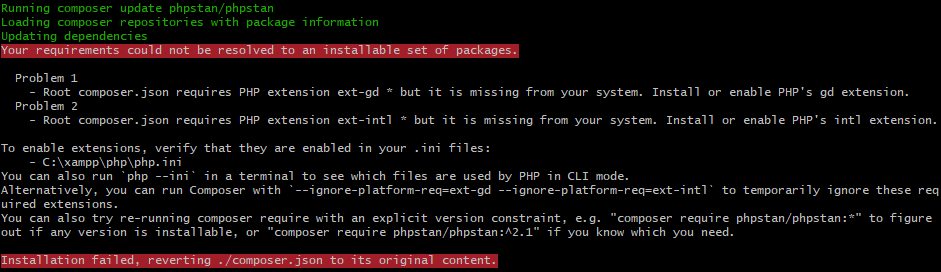 Running composer update phpstan/phpstan
Loading composer repositories with package information
Updating dependencies
Your requirements could not be resolved to an installable set of packages.
Problem 1
- Root composer.json requires PHP extension ext-gd * but it is missing from your system. Install or enable PHP's gd extension.
Problem 2
- Root composer.json requires PHP extension ext-intl * but it is missing from your system. Install or enable PHP's intl extension.
To enable extensions, verify that they are enabled in your .ini files:
- C:\xampp\php\php.ini
You can also run `php --ini` in a terminal to see which files are used by PHP in CLI mode.
Alternatively, you can run Composer with `--ignore-platform-req=ext-gd --ignore-platform-req=ext-intl` to temporarily ignore these req
uired extensions.
You can also try re-running composer require with an explicit version constraint, e.g. "composer require phpstan/phpstan:*" to figure
out if any version is installable, or "composer require phpstan/phpstan:^2.1" if you know which you need.
Installation failed, reverting ./composer.json to its original content.